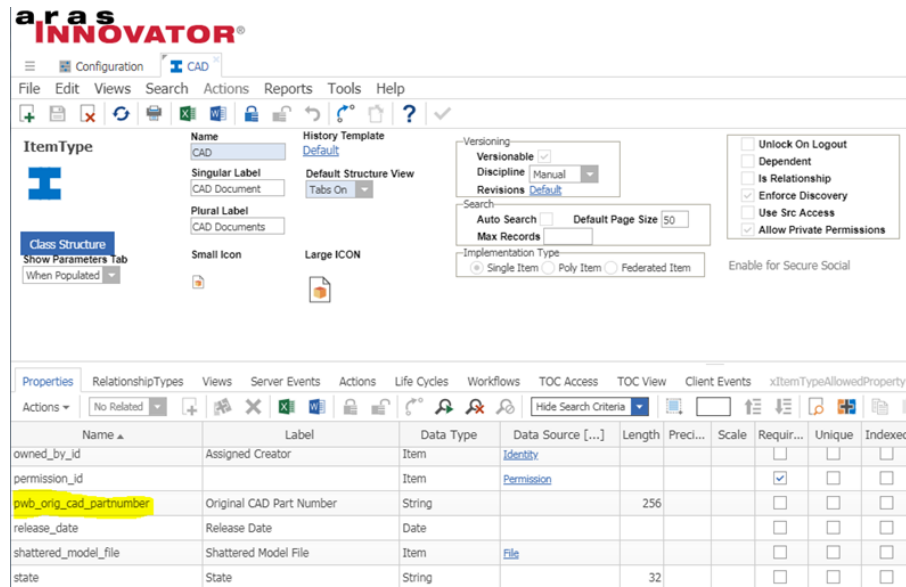 aras
INNOVATOR®
Configuration CAD
File Edit Views Search Actions Reports Tools Help
ItemType
Name
CAD
History Template
Default
Singular Label
CAD Document
Default Structure View
Tabs On
Plural Label
CAD Documents
Class Structure
Show Parameters Tab
When Populated
Small Icon
Large ICON
Versioning
Versionable
Discipline Manual
Revisions Default
Search
Auto Search Default Page Size 50
Max Records
Implementation Type
Single Item Poly Item Federated Item
Unlock On Logout
Dependent
Is Relationship
Enforce Discovery
Use Src Access
Allow Private Permissions
Enable for Secure Social
Properties RelationshipTypes Views Server Events Actions Life Cycles Workflows TOC Access TOC View Client Events xItemTypeAllowedProperty
Actions No Related Hide Search Criteria
Name Label Data Type Data Source [...] Length Preci... Scale Requir... Unique Indexed
owned_by_id Assigned Creator Item Identity
permission_id Item Permission
pwb_orig_cad_partnumber Original CAD Part Number String 256
release_date Release Date Date
shattered_model_file Shattered Model File Item File
state State String 32